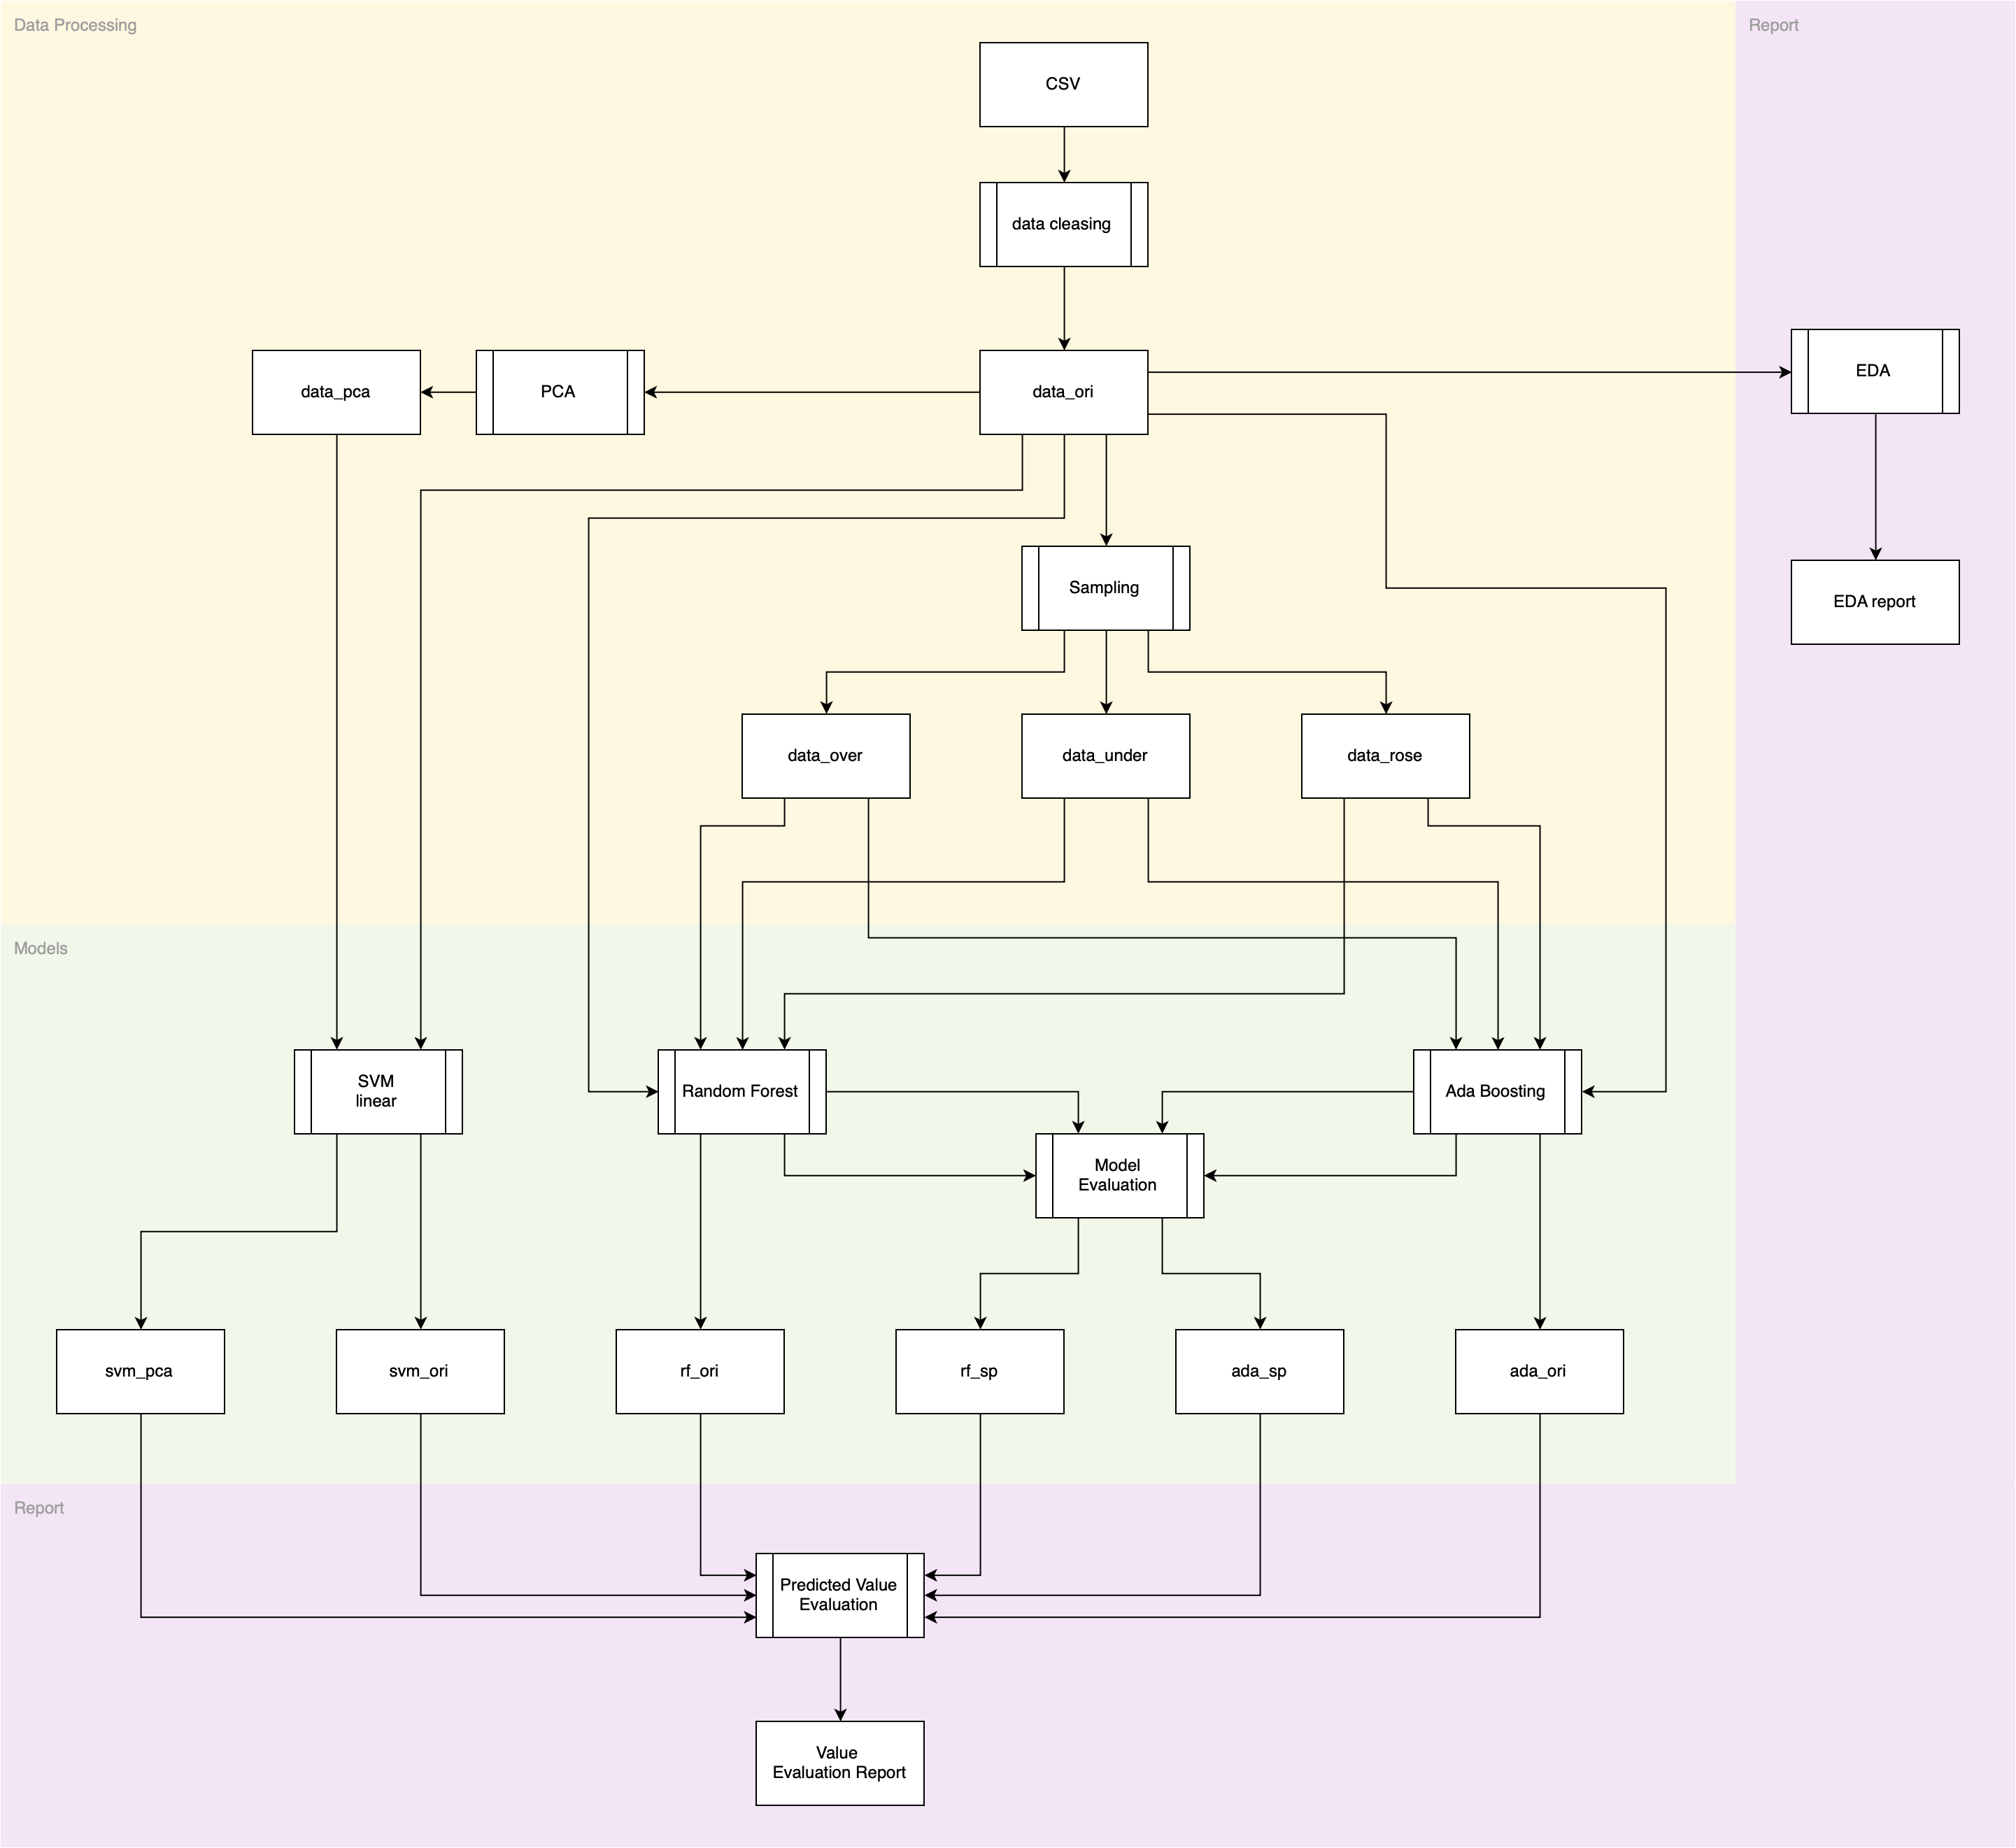 Data Processing
Report
CSV
data cleasing
data_pca
PCA
data_ori
EDA
Sampling
EDA report
data_over
data_under
data_rose
Models
SVM
linear
Random Forest
Ada Boosting
Model
Evaluation
svm_pca
svm_ori
rf_ori
rf_sp
ada_sp
ada_ori
Report
Predicted Value
Evaluation
Value
Evaluation Report